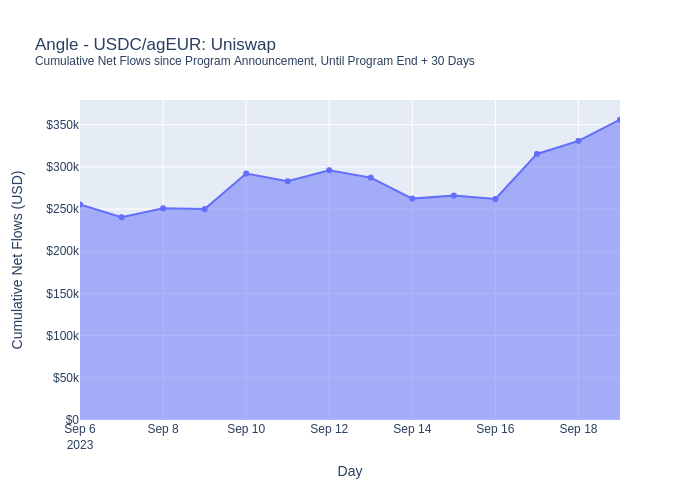 Angle - USDC/agEUR: Uniswap
Cumulative Net Flows since Program Announcement, Until Program End + 30 Days
Cumulative Net Flows (USD)
$350k
$300k
$250k
$200k
$150k
$100k
$50k
$0
Sep 6 Sep 8 Sep 10 Sep 12 Sep 14 Sep 16 Sep 18
2023
Day